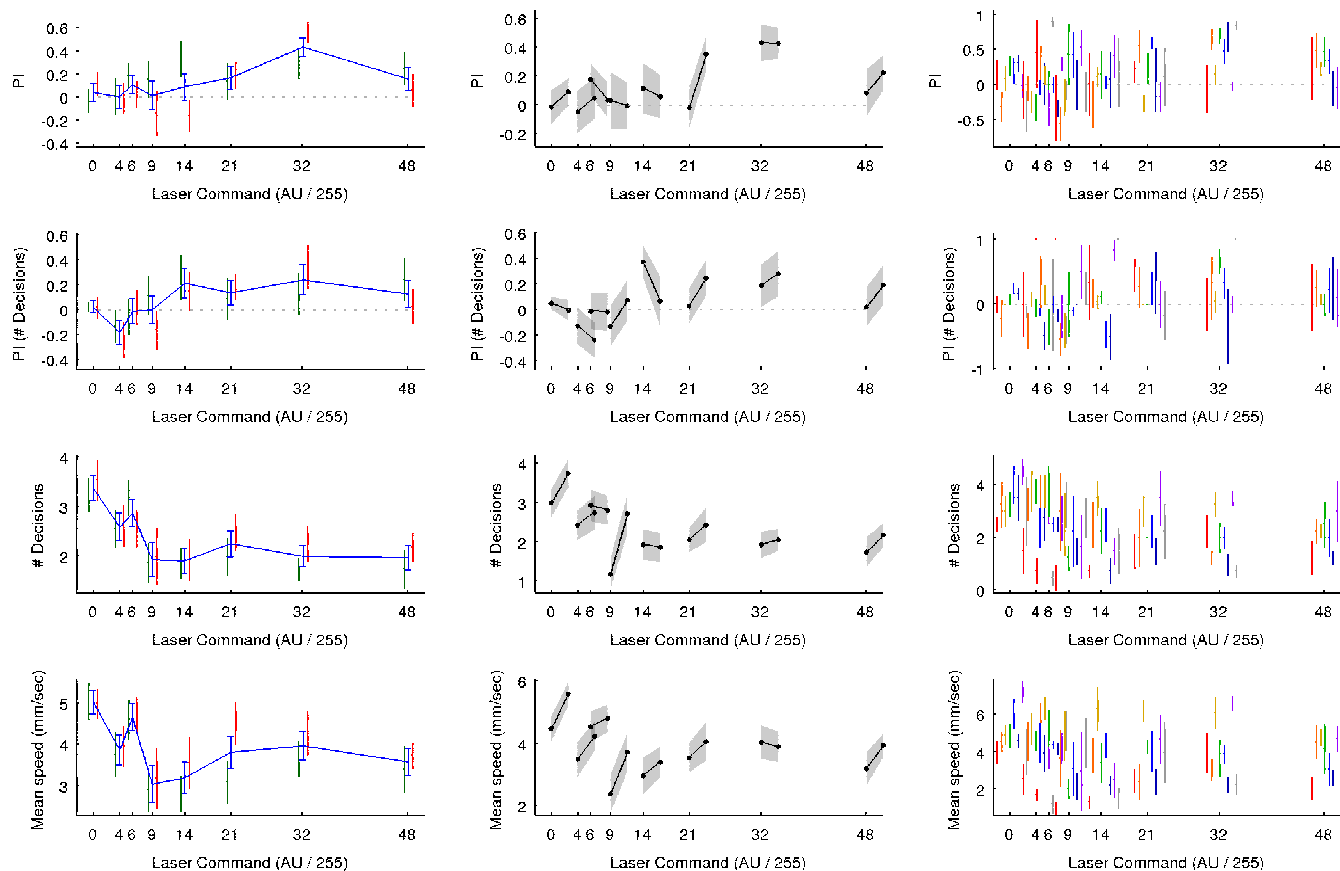 PI
0.6
0.4
0.2
0
-0.2
-0.4
0 4 6 9 14 21 32 48
Laser Command (AU / 255)
PI
0.6
0.4
0.2
0
-0.2
0 4 6 9 14 21 32 48
Laser Command (AU / 255)
PI
1
0.5
0
-0.5
0 4 6 9 14 21 32 48
Laser Command (AU / 255)
PI (# Decisions)
0.6
0.4
0.2
0
-0.2
-0.4
0 4 6 9 14 21 32 48
Laser Command (AU / 255)
PI (# Decisions)
0.6
0.4
0.2
0
-0.2
-0.4
0 4 6 9 14 21 32 48
Laser Command (AU / 255)
PI (# Decisions)
1
0
-1
0 4 6 9 14 21 32 48
Laser Command (AU / 255)
# Decisions
4
3
2
0 4 6 9 14 21 32 48
Laser Command (AU / 255)
# Decisions
4
3
2
1
0 4 6 9 14 21 32 48
Laser Command (AU / 255)
# Decisions
4
2
0
0 4 6 9 14 21 32 48
Laser Command (AU / 255)
Mean speed (mm/sec)
5
4
3
0 4 6 9 14 21 32 48
Laser Command (AU / 255)
Mean speed (mm/sec)
6
4
2
0 4 6 9 14 21 32 48
Laser Command (AU / 255)
Mean speed (mm/sec)
6
4
2
0 4 6 9 14 21 32 48
Laser Command (AU / 255)